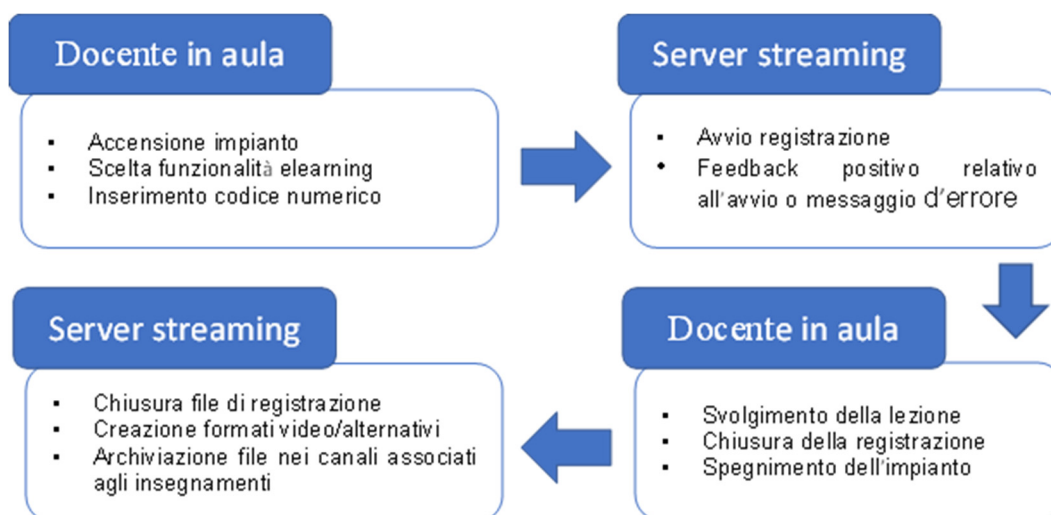 Docente in aula
Accensione impianto
Scelta funzionalità elearning
Inserimento codice numerico
Server streaming
Avvio registrazione
Feedback positivo relativo
all'avvio o messaggio d'errore
Docente in aula
Svolgimento della lezione
Chiusura della registrazione
Spegnimento dell'impianto
Server streaming
Chiusura file di registrazione
Creazione formati video/alternativi
Archiviazione file nei canali associati
agli insegnamenti